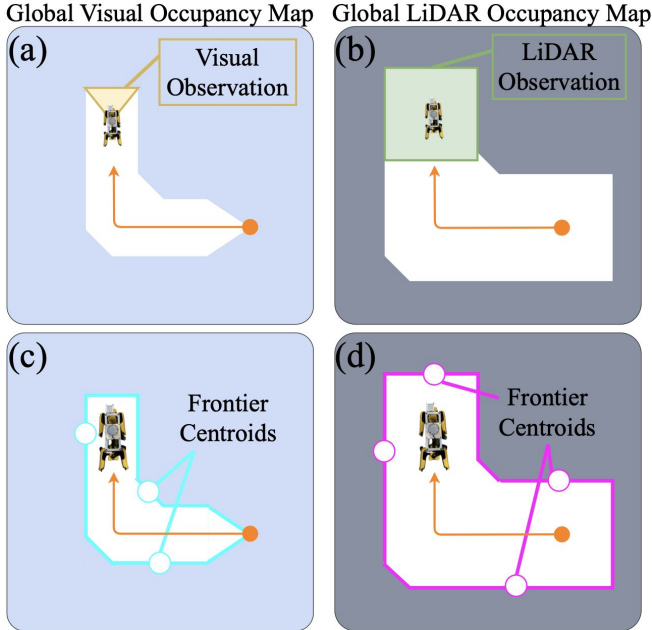 Global Visual Occupancy Map
Global LiDAR Occupancy Map
(a)
Visual
Observation
(b)
LiDAR
Observation
(c)
Frontier
Centroids
(d)
Frontier
Centroids